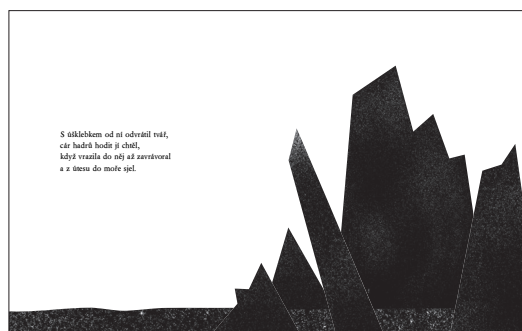 S úšklebkem od ní odvrátil tvář,
cár hadrů hodit jí chtěl,
když vrazila do něj až zavrávoral
a z útesu do moře sjel.